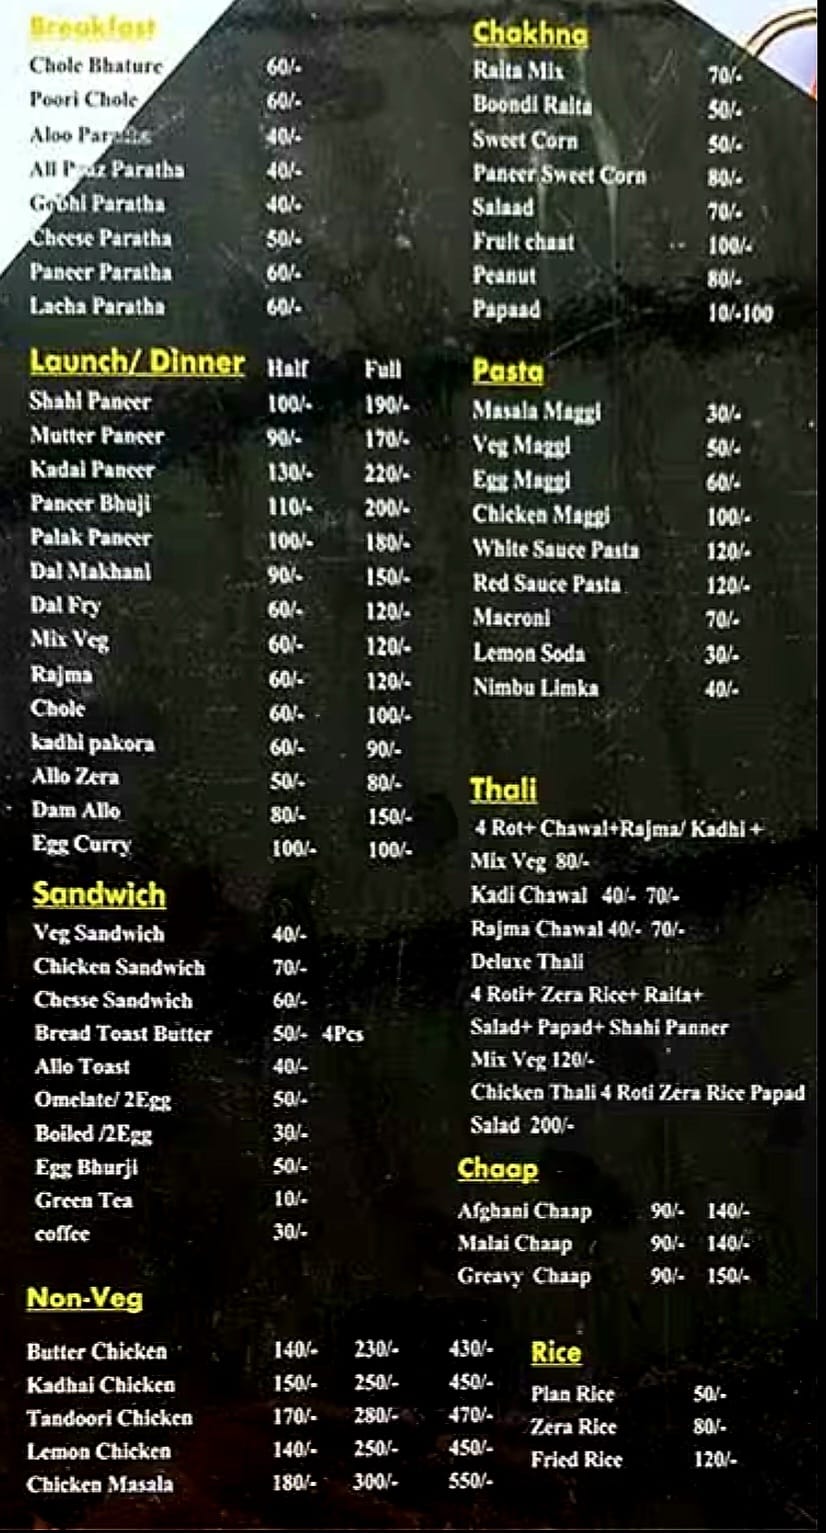 Breakfast
Chole Bhature 60/-
Poori Chole 60/-
Aloo Paratha 40/-
All Paaz Paratha 40/-
Gobhi Paratha 40/-
Cheese Paratha 50/-
Paneer Paratha 60/-
Lacha Paratha 60/-
Launch/ Dinner Half Full
Shahi Paneer 100/- 190/-
Mutter Paneer 90/- 170/-
Kadai Paneer 130/- 220/-
Paneer Bhuji 110/- 200/-
Palak Paneer 100/- 180/-
Dal Makhani 90/- 150/-
Dal Fry 60/- 120/-
Mix Veg 60/- 120/-
Rajma 60/- 120/-
Chole 60/- 100/-
kadhi pakora 60/- 90/-
Allo Zera 50/- 80/-
Dam Allo 80/- 150/-
Egg Curry 100/- 100/-
Sandwich
Veg Sandwich 40/-
Chicken Sandwich 70/-
Chesse Sandwich 60/-
Bread Toast Butter 50/- 4Pcs
Allo Toast 40/-
Omelate/ 2Egg 50/-
Boiled /2Egg 30/-
Egg Bhurji 50/-
Green Tea 10/-
coffee 30/-
Non-Veg
Butter Chicken 140/- 230/- 430/-
Kadhai Chicken 150/- 250/- 450/-
Tandoori Chicken 170/- 280/- 470/-
Lemon Chicken 140/- 250/- 450/-
Chicken Masala 180/- 300/- 550/-
Chakhna
Raita Mix 70/-
Boondi Raita 50/-
Sweet Corn 50/-
Paneer Sweet Corn 80/-
Salaad 70/-
Fruit chaat 100/-
Peanut 80/-
Papaad 10/-100
Pasta
Masala Maggi 30/-
Veg Maggi 50/-
Egg Maggi 60/-
Chicken Maggi 100/-
White Sauce Pasta 120/-
Red Sauce Pasta 120/-
Macroni 70/-
Lemon Soda 30/-
Nimbu Limka 40/-
Thali
4 Rot+ Chawal+Rajma/ Kadhi +
Mix Veg 80/-
Kadi Chawal 40/- 70/-
Rajma Chawal 40/- 70/-
Deluxe Thali
4 Roti+ Zera Rice+ Raita+
Salad+ Papad+ Shahi Panner
Mix Veg 120/-
Chicken Thali 4 Roti Zera Rice Papad
Salad 200/-
Chaap
Afghani Chaap 90/- 140/-
Malai Chaap 90/- 140/-
Greavy Chaap 90/- 150/-
Rice
Plan Rice 50/-
Zera Rice 80/-
Fried Rice 120/-